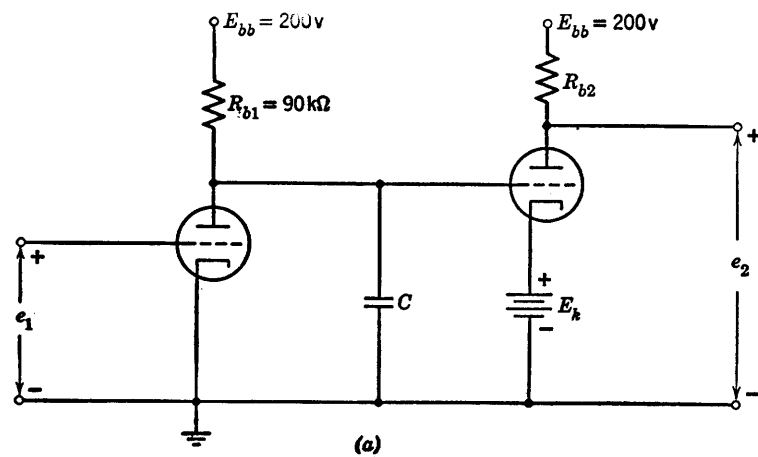 E_bb = 200v
E_bb = 200v
R_b1 = 90kΩ
R_b2
+
+
e_1
-
C
+
E_k
-
e_2
-
(a)